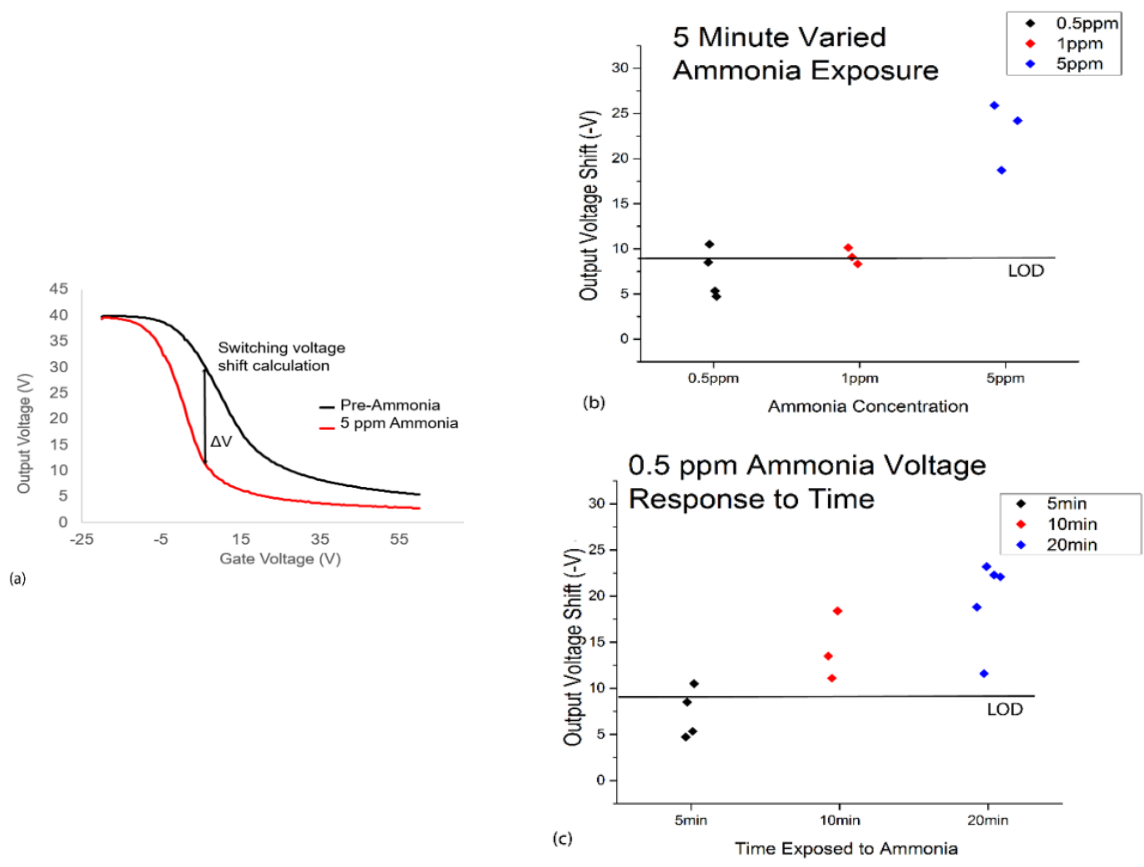 45
40
35
30
25
20
15
10
5
0
Output Voltage (V)
Switching voltage
shift calculation
Pre-Ammonia
5 ppm Ammonia
ΔV
-25
-5
15
35
55
Gate Voltage (V)
(a)
5 Minute Varied
Ammonia Exposure
0.5ppm
1ppm
5ppm
30
25
20
15
10
5
0
Output Voltage Shift (-V)
LOD
0.5ppm
1ppm
5ppm
Ammonia Concentration
(b)
0.5 ppm Ammonia Voltage
Response to Time
5min
10min
20min
30
25
20
15
10
5
0
Output Voltage Shift (-V)
LOD
5min
10min
20min
Time Exposed to Ammonia
(c)